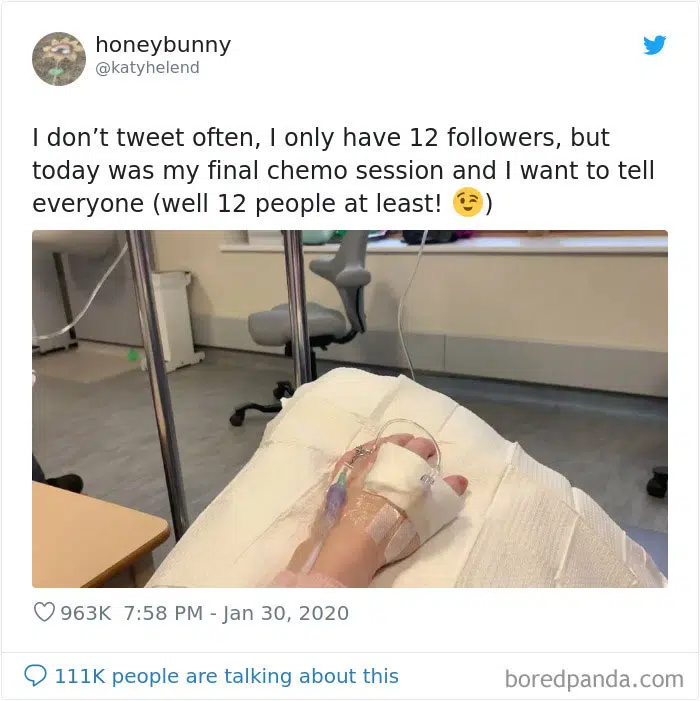 honeybunny
@katyhelend
I don’t tweet often, I only have 12 followers, but
today was my final chemo session and I want to tell
everyone (well 12 people at least! 😉)
963K 7:58 PM - Jan 30, 2020
111K people are talking about this
boredpanda.com